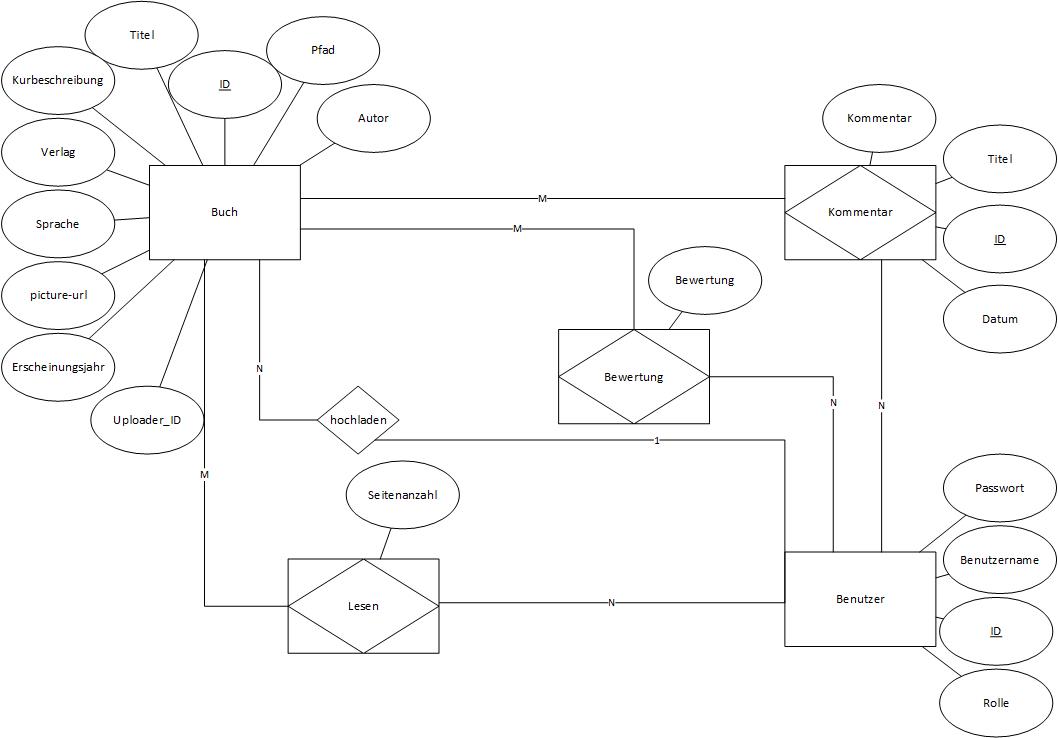 Titel
Pfad
Kurbeschreibung
ID
Autor
Kommentar
Verlag
Titel
Buch
M
Kommentar
Sprache
M
ID
Bewertung
picture-url
Datum
Erscheinungsjahr
N
Bewertung
N
N
Uploader_ID
hochladen
1
M
Seitenanzahl
Passwort
Benutzername
Lesen
N
Benutzer
ID
Rolle